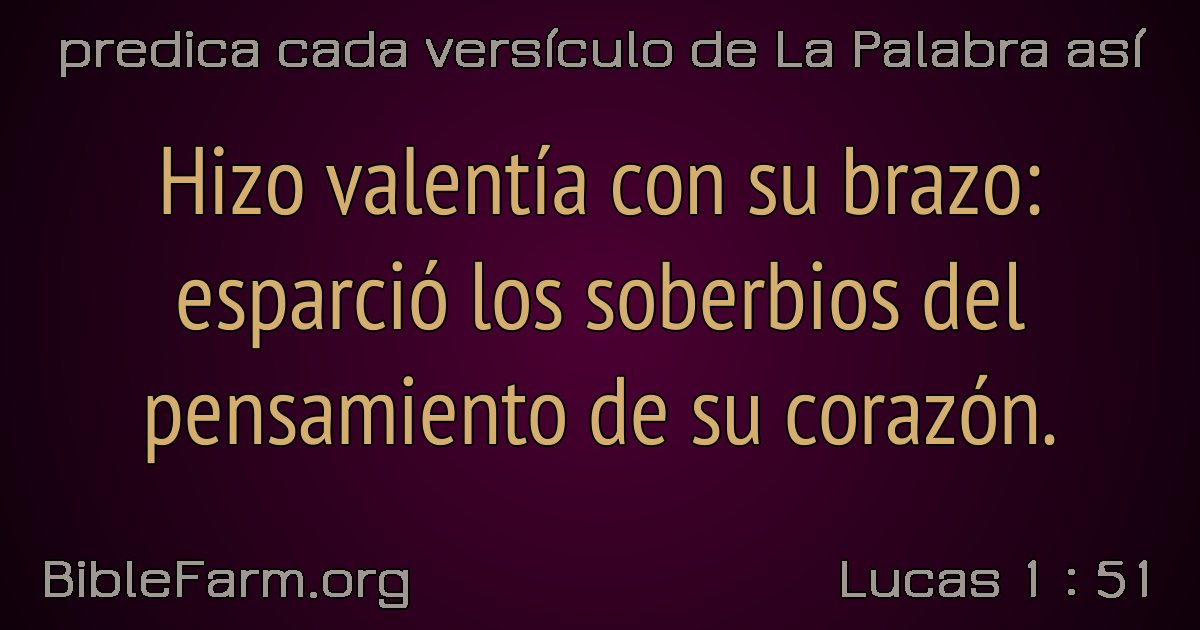 predica cada versículo de La Palabra así
Hizo valentía con su brazo:
esparció los soberbios del
pensamiento de su corazón.
BibleFarm.org
Lucas 1 : 51